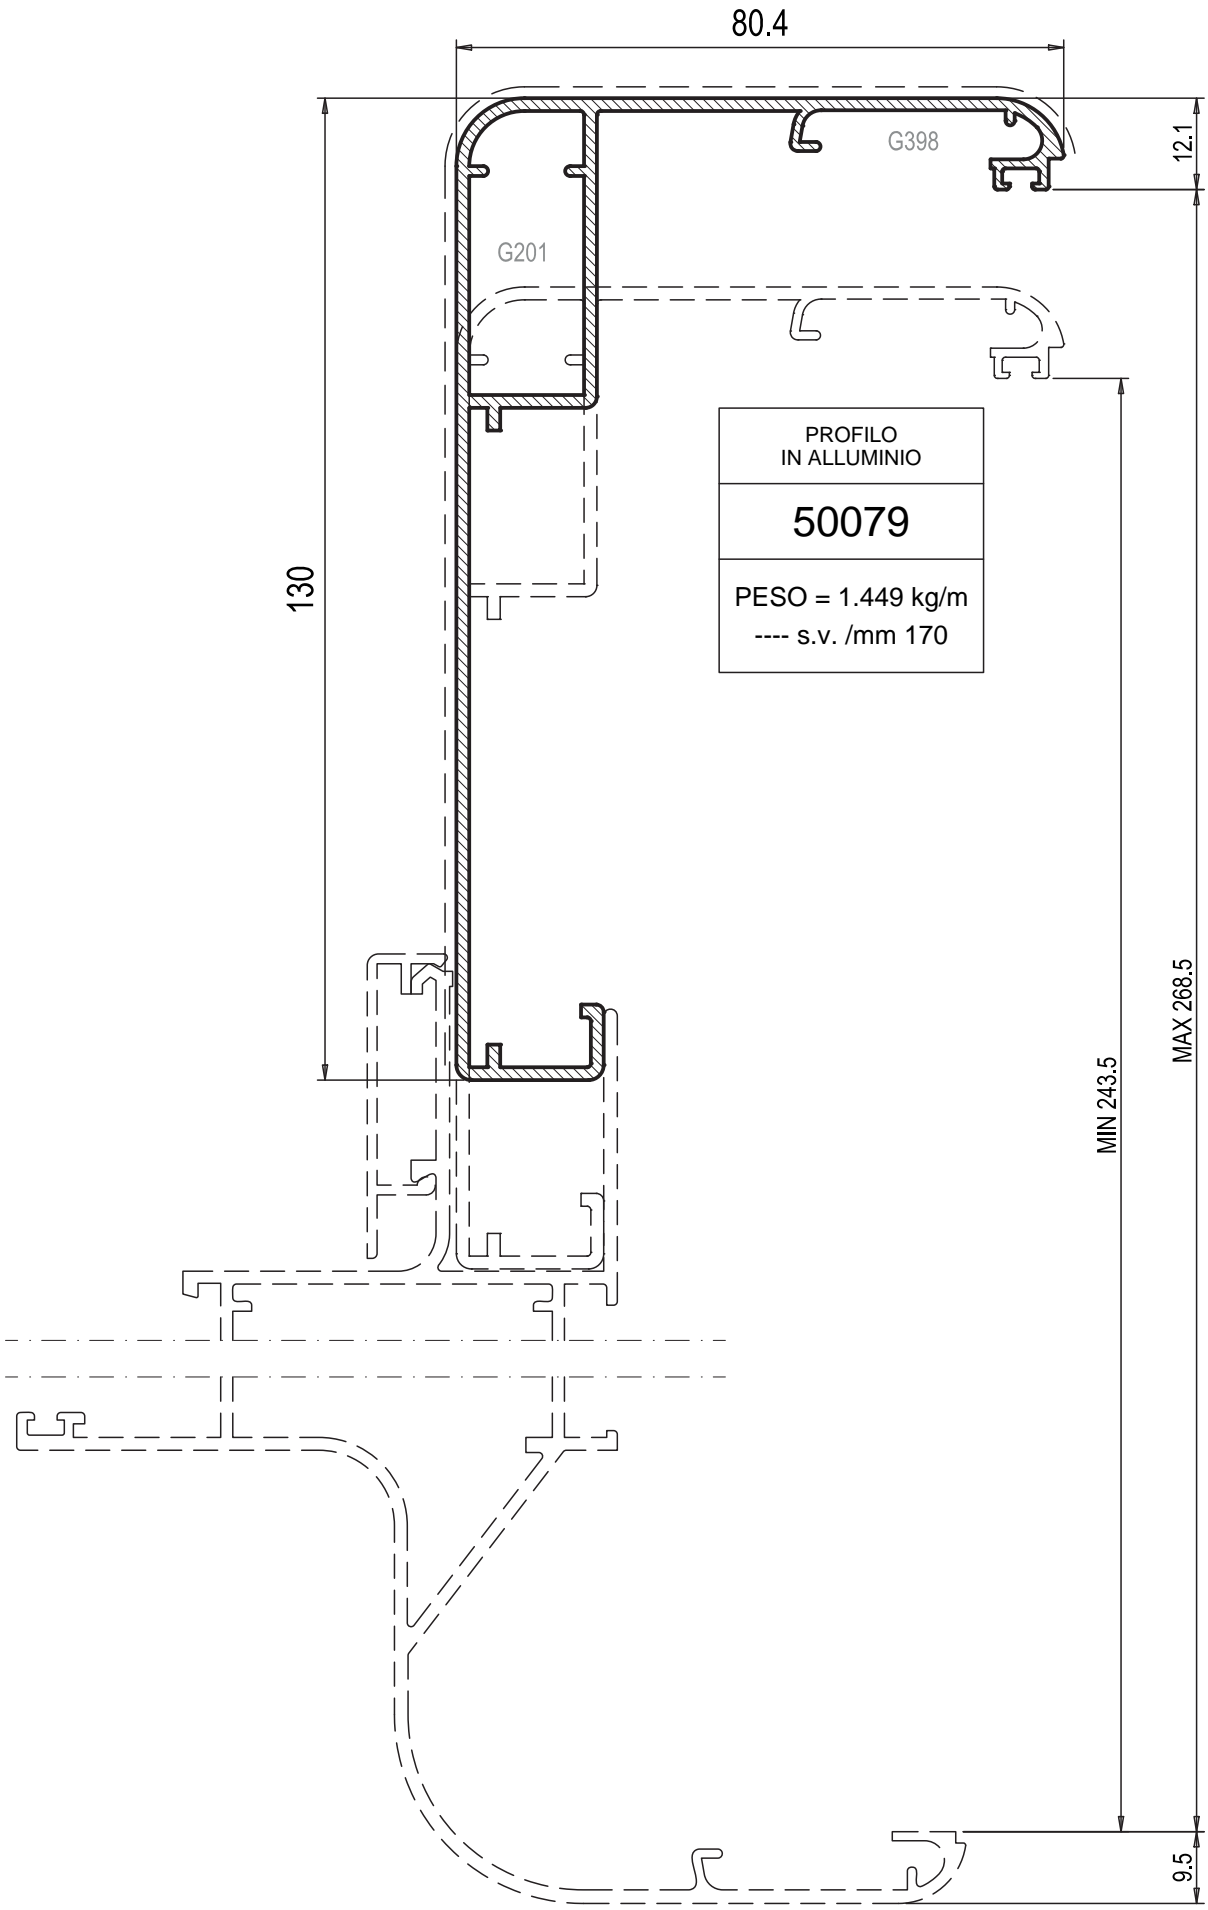 80.4
12.1
G398
G201
PROFILO
IN ALLUMINIO
50079
PESO = 1.449 kg/m
---- s.v. /mm 170
130
MAX 268.5
MIN 243.5
9.5